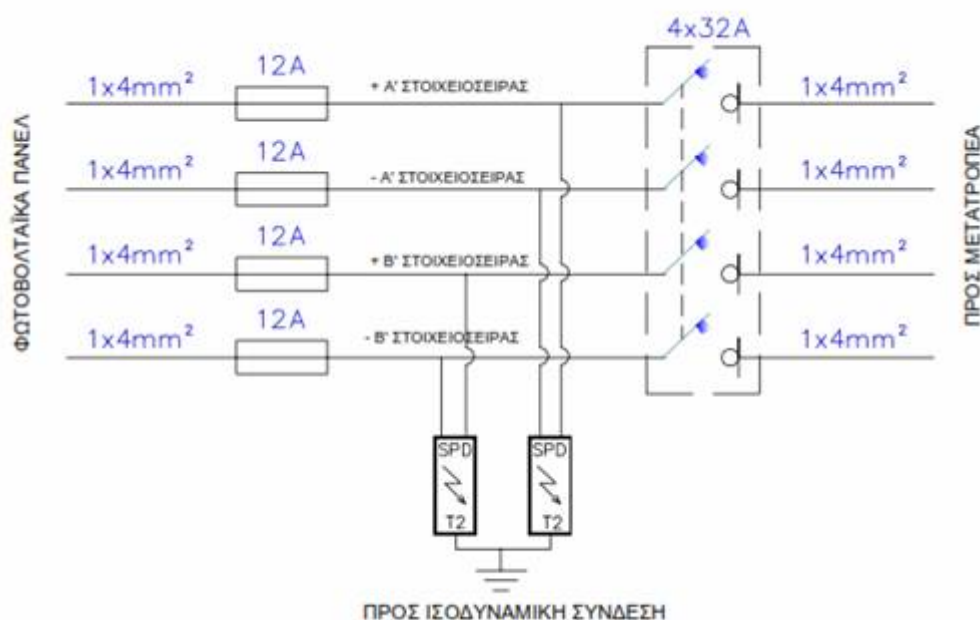 4x32A
1x4mm² 12A + Α' ΣΤΟΙΧΕΙΟΣΕΙΡΑΣ 1x4mm²
1x4mm² 12A - Α' ΣΤΟΙΧΕΙΟΣΕΙΡΑΣ 1x4mm²
1x4mm² 12A + Β' ΣΤΟΙΧΕΙΟΣΕΙΡΑΣ 1x4mm²
1x4mm² 12A - Β' ΣΤΟΙΧΕΙΟΣΕΙΡΑΣ 1x4mm²
ΦΩΤΟΒΟΛΤΑΪΚΑ ΠΑΝΕΛ
ΠΡΟΣ ΜΕΤΑΤΡΟΠΕΑ
SPD SPD
T2 T2
ΠΡΟΣ ΙΣΟΔΥΝΑΜΙΚΗ ΣΥΝΔΕΣΗ